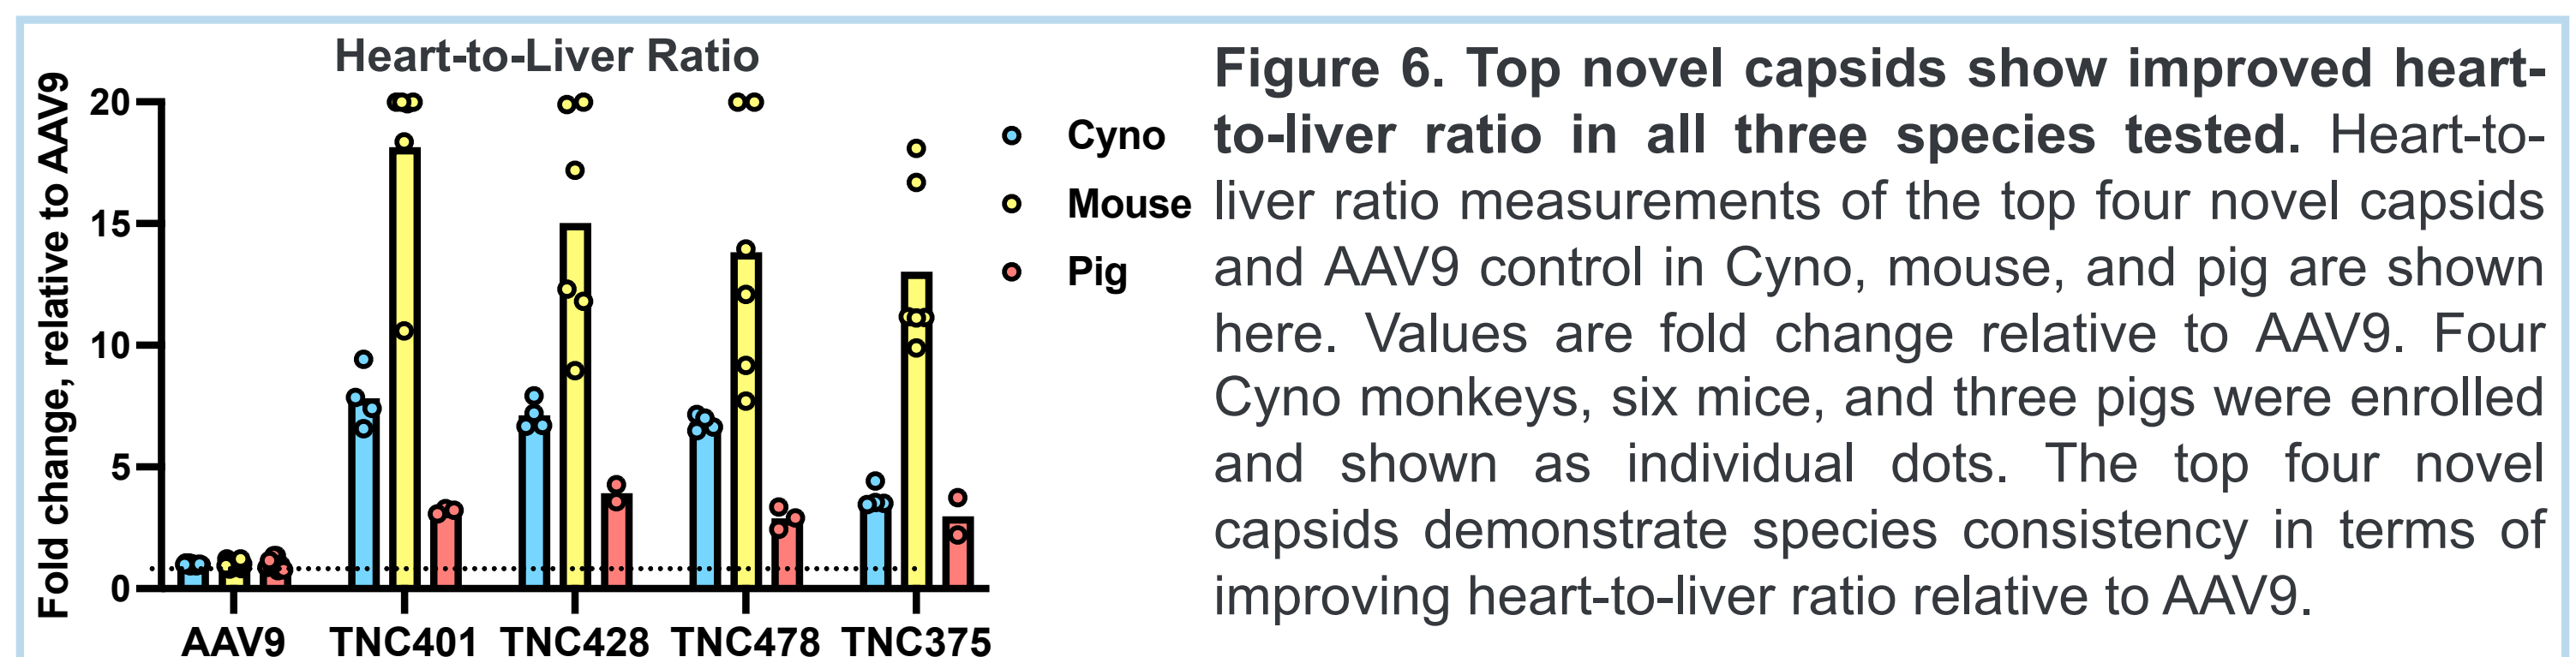 Heart-to-Liver Ratio
Fold change, relative to AAV9
20
15
10
5
0
AAV9 TNC401 TNC428 TNC478 TNC375
Cyno
Mouse
Pig
Figure 6. Top novel capsids show improved heart-
to-liver ratio in all three species tested. Heart-to-
liver ratio measurements of the top four novel capsids
and AAV9 control in Cyno, mouse, and pig are shown
here. Values are fold change relative to AAV9. Four
Cyno monkeys, six mice, and three pigs were enrolled
and shown as individual dots. The top four novel
capsids demonstrate species consistency in terms of
improving heart-to-liver ratio relative to AAV9.